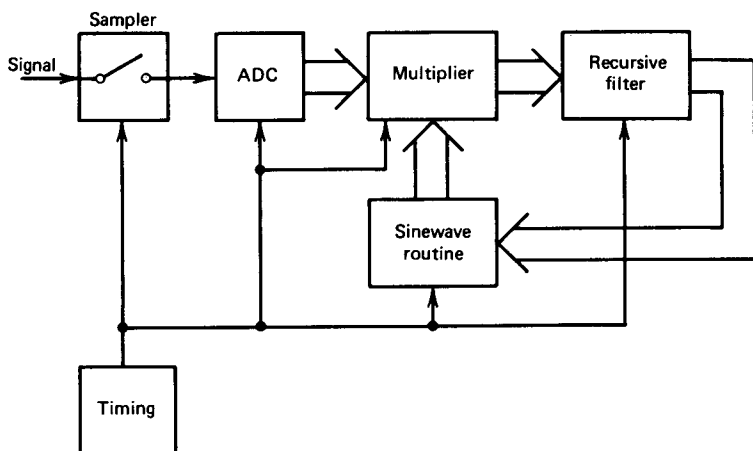 Sampler
Signal
ADC
Multiplier
Recursive
filter
Sinewave
routine
Timing